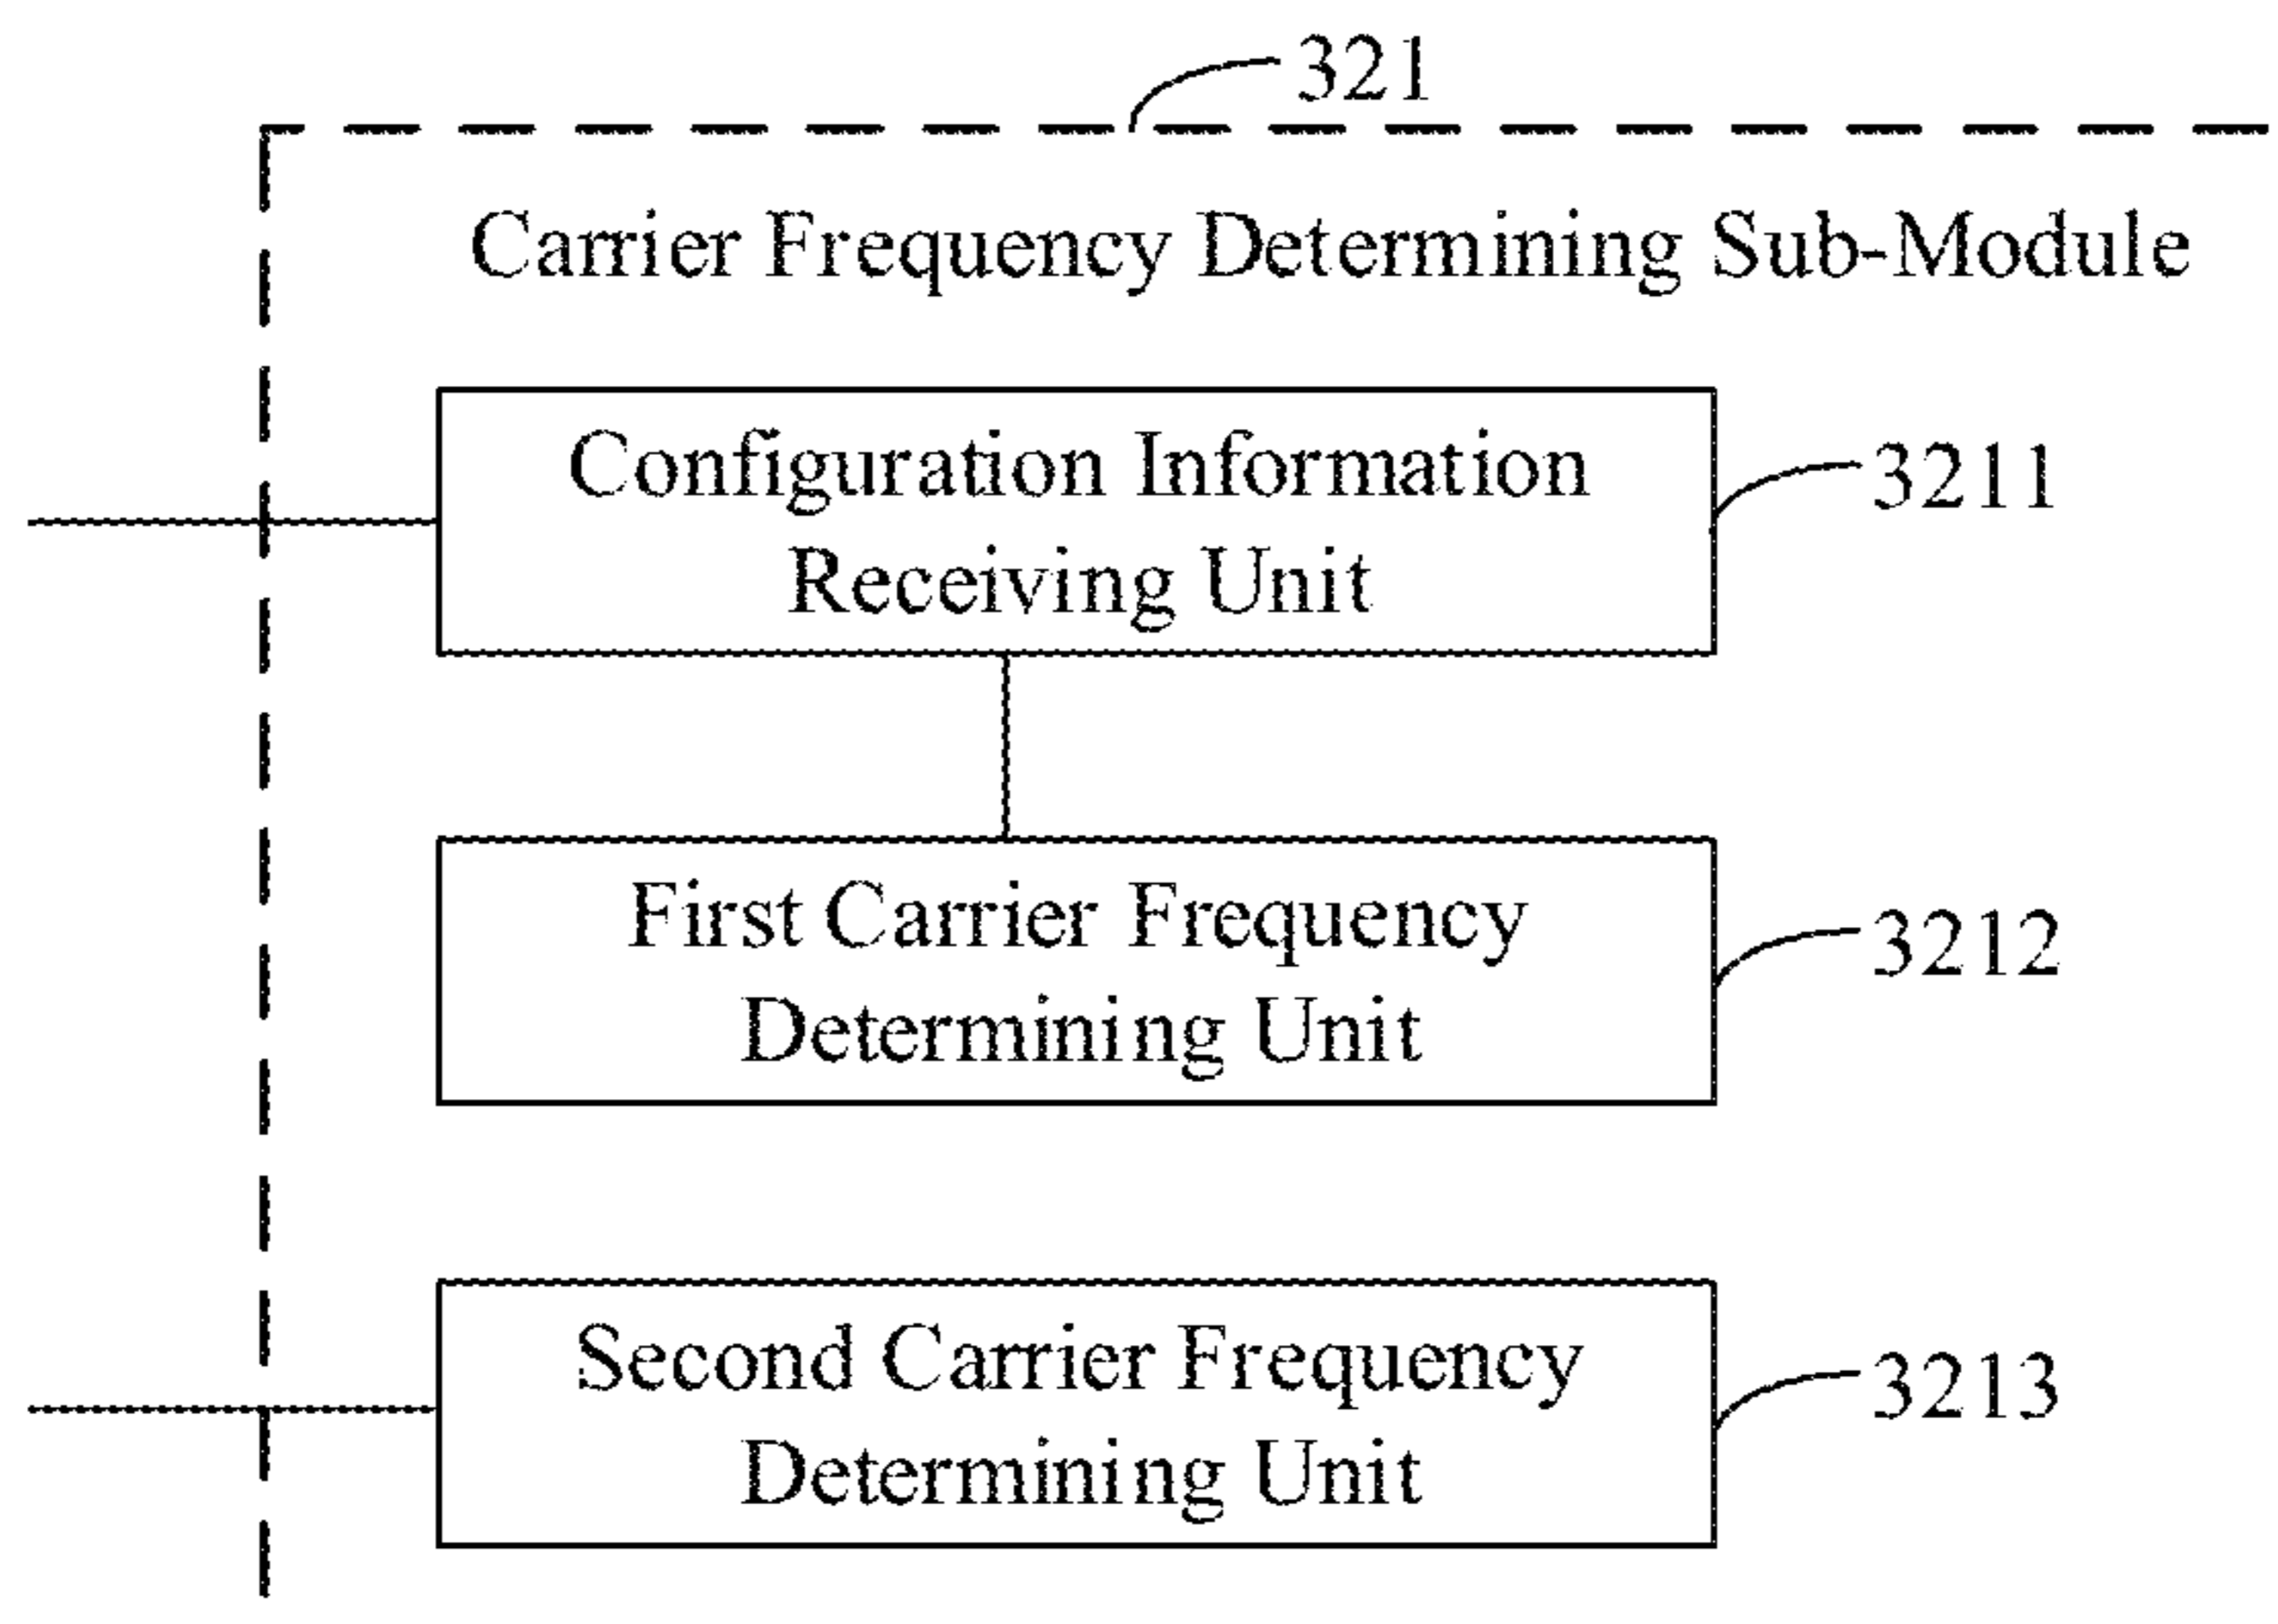 321
Carrier Frequency Determining Sub-Module
Configuration Information
Receiving Unit
3211
First Carrier Frequency
Determining Unit
3212
Second Carrier Frequency
Determining Unit
3213